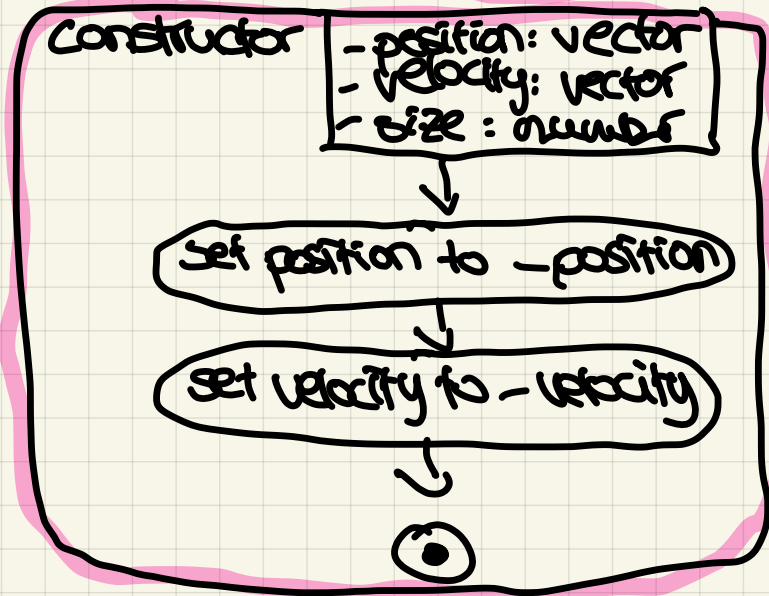 constructor
_position: vector
_velocity: vector
_size: number
set position to _position
set velocity to _velocity